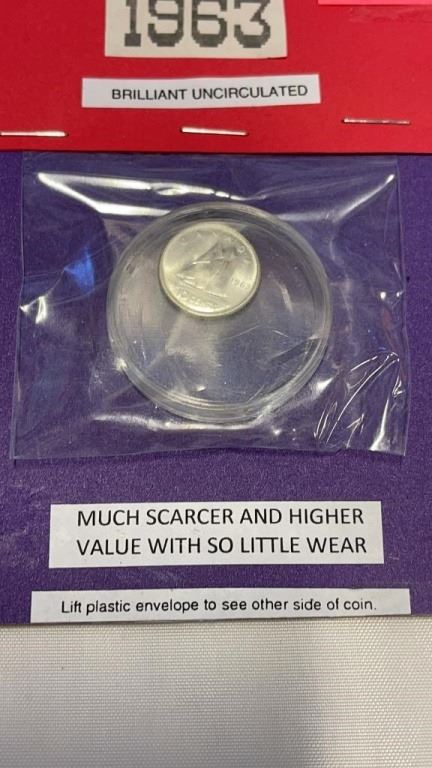 1963
BRILLIANT UNCIRCULATED
MUCH SCARCER AND HIGHER
VALUE WITH SO LITTLE WEAR
Lift plastic envelope to see other side of coin.